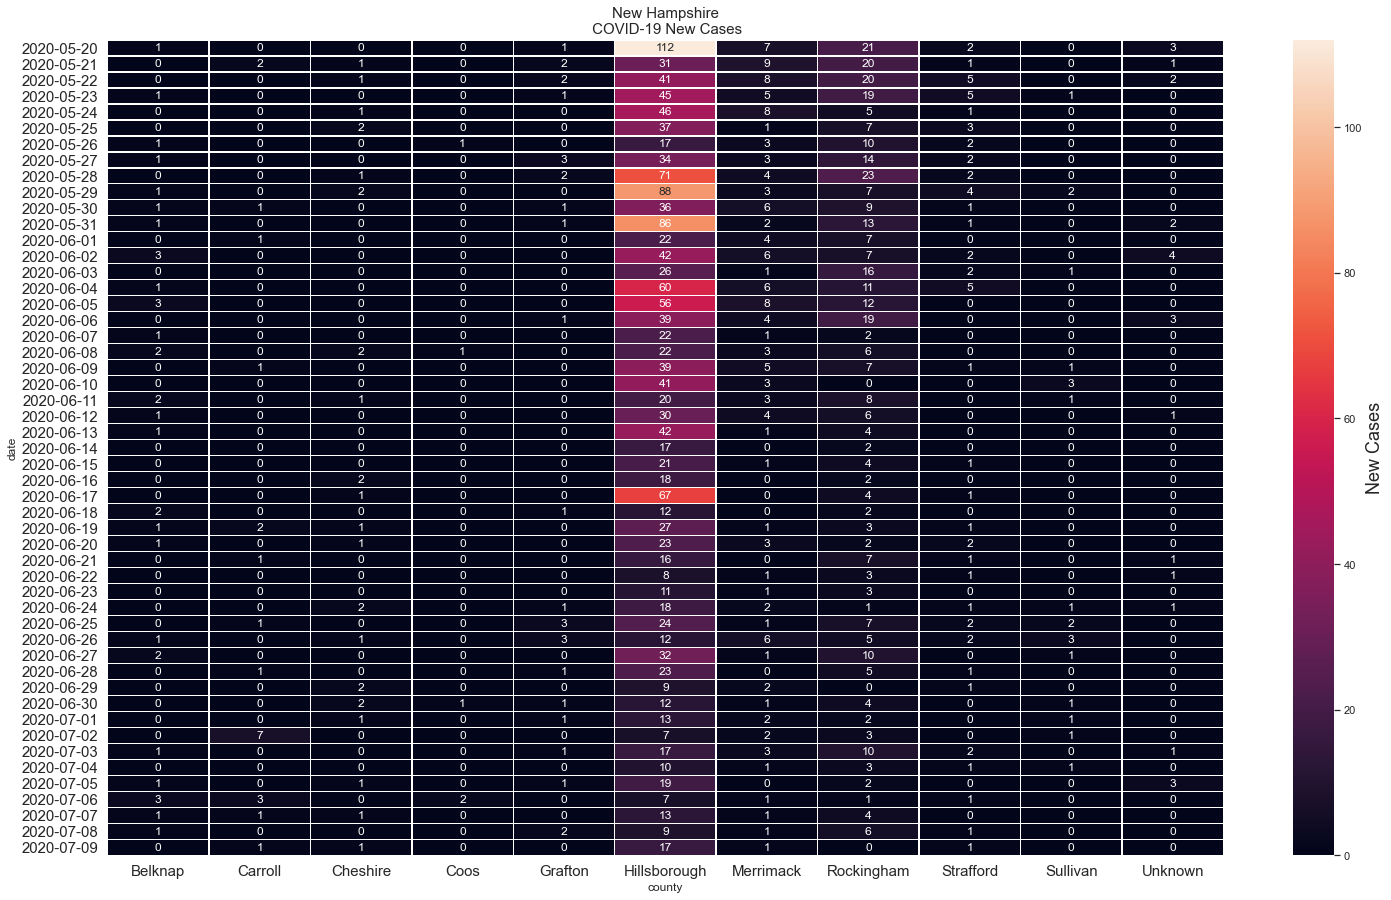 New Hampshire
COVID-19 New Cases
2020-05-20 1 0 0 0 1 112 7 21 2 0 3
2020-05-21 0 2 1 0 2 31 9 20 1 0 1
2020-05-22 0 0 1 0 2 41 8 20 5 0 2
2020-05-23 1 0 0 0 1 45 5 19 5 1 0
2020-05-24 0 0 1 0 0 46 8 5 1 0 0
2020-05-25 0 0 2 0 0 37 1 7 3 0 0
2020-05-26 1 0 0 1 0 17 3 10 2 0 0
2020-05-27 1 0 0 0 3 34 3 14 2 0 0
2020-05-28 0 0 1 0 2 71 4 23 2 0 0
2020-05-29 1 0 2 0 0 88 3 7 4 2 0
2020-05-30 1 1 0 0 1 36 6 9 1 0 0
2020-05-31 1 0 0 0 1 86 2 13 1 0 2
2020-06-01 0 1 0 0 0 22 4 7 0 0 0
2020-06-02 3 0 0 0 0 42 6 7 2 0 4
2020-06-03 0 0 0 0 0 26 1 16 2 1 0
2020-06-04 1 0 0 0 0 60 6 11 5 0 0
2020-06-05 3 0 0 0 0 56 8 12 0 0 0
2020-06-06 0 0 0 0 1 39 4 19 0 0 3
2020-06-07 1 0 0 0 0 22 1 2 0 0 0
2020-06-08 2 0 2 1 0 22 3 6 0 0 0
2020-06-09 0 1 0 0 0 39 5 7 1 1 0
2020-06-10 0 0 0 0 0 41 3 0 0 3 0
2020-06-11 2 0 1 0 0 20 3 8 0 1 0
2020-06-12 1 0 0 0 0 30 4 6 0 0 1
2020-06-13 1 0 0 0 0 42 1 4 0 0 0
2020-06-14 0 0 0 0 0 17 0 2 0 0 0
2020-06-15 0 0 0 0 0 21 1 4 1 0 0
2020-06-16 0 0 2 0 0 18 0 2 0 0 0
2020-06-17 0 0 1 0 0 67 0 4 1 0 0
2020-06-18 2 0 0 0 1 12 0 2 0 0 0
2020-06-19 1 2 1 0 0 27 1 3 1 0 0
2020-06-20 1 0 1 0 0 23 3 2 2 0 0
2020-06-21 0 1 0 0 0 16 0 7 1 0 1
2020-06-22 0 0 0 0 0 8 1 3 1 0 1
2020-06-23 0 0 0 0 0 11 1 3 0 0 0
2020-06-24 0 0 2 0 1 18 2 1 1 1 1
2020-06-25 0 1 0 0 3 24 1 7 2 2 0
2020-06-26 1 0 1 0 3 12 6 5 2 3 0
2020-06-27 2 0 0 0 0 32 1 10 0 1 0
2020-06-28 0 1 0 0 1 23 0 5 1 0 0
2020-06-29 0 0 2 0 0 9 2 0 1 0 0
2020-06-30 0 0 2 1 1 12 1 4 0 1 0
2020-07-01 0 0 1 0 1 13 2 2 0 1 0
2020-07-02 0 7 0 0 0 7 2 3 0 1 0
2020-07-03 1 0 0 0 1 17 3 10 2 0 1
2020-07-04 0 0 0 0 0 10 1 3 1 1 0
2020-07-05 1 0 1 0 1 19 0 2 0 0 3
2020-07-06 3 3 0 2 0 7 1 1 1 0 0
2020-07-07 1 1 1 0 0 13 1 4 0 0 0
2020-07-08 1 0 0 0 2 9 1 6 1 0 0
2020-07-09 0 1 1 0 0 17 1 0 1 0 0
date
Belknap Carroll Cheshire Coos Grafton Hillsborough Merrimack Rockingham Strafford Sullivan Unknown
county
100
80
60
40
20
0
New Cases